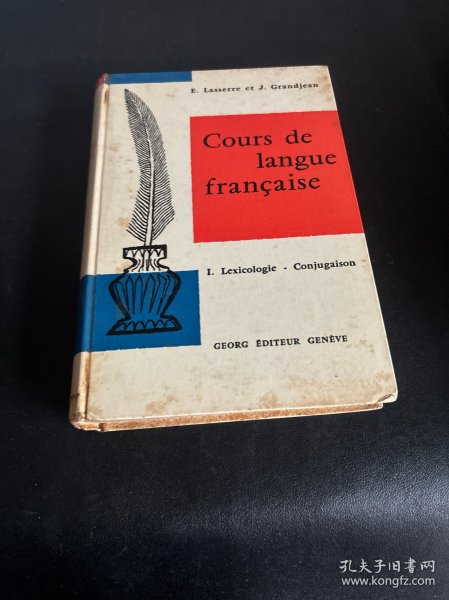 E. Lasserre et J. Grandjean
Cours de
langue
française
I. Lexicologie - Conjugaison
GEORG ÉDITEUR GENÈVE
孔夫子旧书网
www.kongfz.com